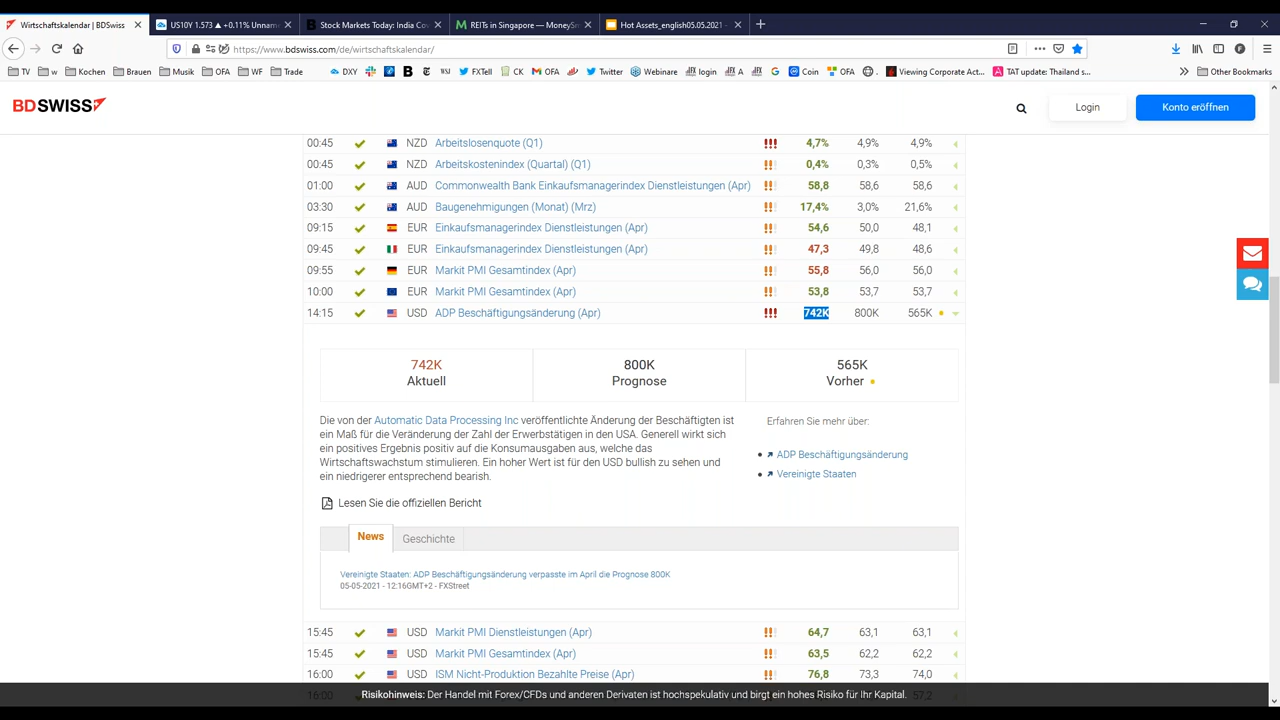 Wirtschaftskalendar | BDSwiss
US10Y 1.573 ▲ +0.11% Unnam
Stock Markets Today: India Cov
REITs in Singapore — MoneySm
Hot Assets_english05.05.2021 -
https://www.bdswiss.com/de/wirtschaftskalendar/
TV w Kochen Brauen Musik OFA WF Trade DXY FXTell CK OFA Twitter Webinare login A Coin OFA Viewing Corporate Act... TAT update: Thailand s... Other Bookmarks
BDSWISS Login Konto eröffnen
00:45 NZD Arbeitslosenquote (Q1) 4,7% 4,9% 4,9%
00:45 NZD Arbeitskostenindex (Quartal) (Q1) 0,4% 0,3% 0,5%
01:00 AUD Commonwealth Bank Einkaufsmanagerindex Dienstleistungen (Apr) 58,8 58,6 58,6
03:30 AUD Baugenehmigungen (Monat) (Mrz) 17,4% 3,0% 21,6%
09:15 EUR Einkaufsmanagerindex Dienstleistungen (Apr) 54,6 50,0 48,1
09:45 EUR Einkaufsmanagerindex Dienstleistungen (Apr) 47,3 49,8 48,6
09:55 EUR Markit PMI Gesamtindex (Apr) 55,8 56,0 56,0
10:00 EUR Markit PMI Gesamtindex (Apr) 53,8 53,7 53,7
14:15 USD ADP Beschäftigungsänderung (Apr) 742K 800K 565K
742K 800K 565K
Aktuell Prognose Vorher
Die von der Automatic Data Processing Inc veröffentlichte Änderung der Beschäftigten ist
ein Maß für die Veränderung der Zahl der Erwerbstätigen in den USA. Generell wirkt sich
ein positives Ergebnis positiv auf die Konsumausgaben aus, welche das
Wirtschaftswachstum stimulieren. Ein hoher Wert ist für den USD bullish zu sehen und
ein niedrigerer entsprechend bearish.
Erfahren Sie mehr über:
ADP Beschäftigungsänderung
Vereinigte Staaten
Lesen Sie die offiziellen Bericht
News Geschichte
Vereinigte Staaten: ADP Beschäftigungsänderung verpasste im April die Prognose 800K
05-05-2021 - 12:16GMT+2 - FXStreet
15:45 USD Markit PMI Dienstleistungen (Apr) 64,7 63,1 63,1
15:45 USD Markit PMI Gesamtindex (Apr) 63,5 62,2 62,2
16:00 USD ISM Nicht-Produktion Bezahlte Preise (Apr) 76,8 73,3 74,0
Risikohinweis: Der Handel mit Forex/CFDs und anderen Derivaten ist hochspekulativ und birgt ein hohes Risiko für Ihr Kapital.